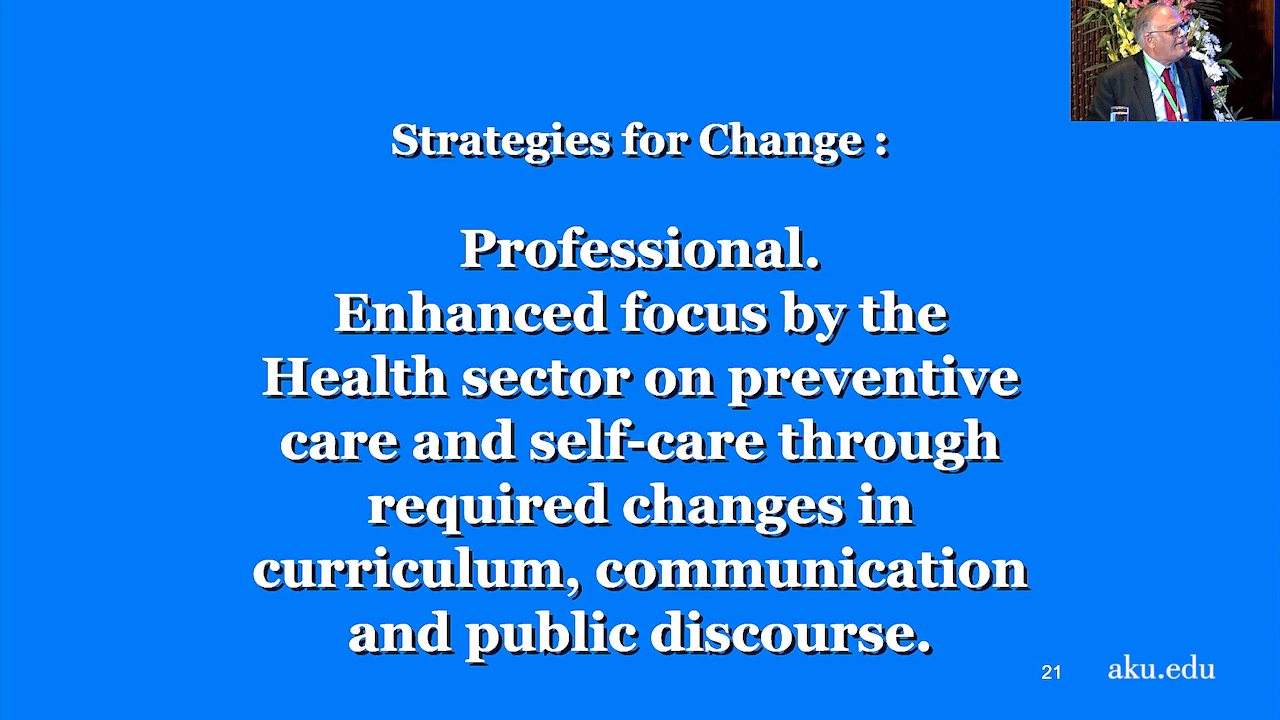 Strategies for Change :
Professional.
Enhanced focus by the
Health sector on preventive
care and self-care through
required changes in
curriculum, communication
and public discourse.
21
aku.edu